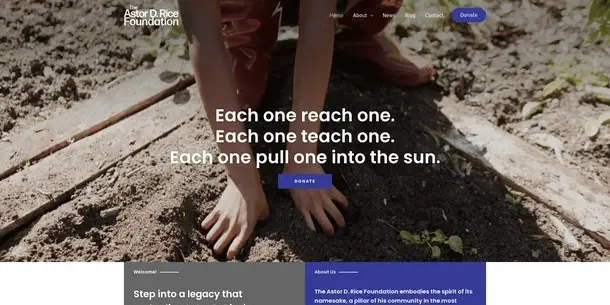 The
Astor D. Rice
Foundation
Home About News Blog Contact Donate
Each one reach one.
Each one teach one.
Each one pull one into the sun.
DONATE
Welcome!
Step into a legacy that
About Us
The Astor D. Rice Foundation embodies the spirit of its
namesake, a pillar of his community in the most